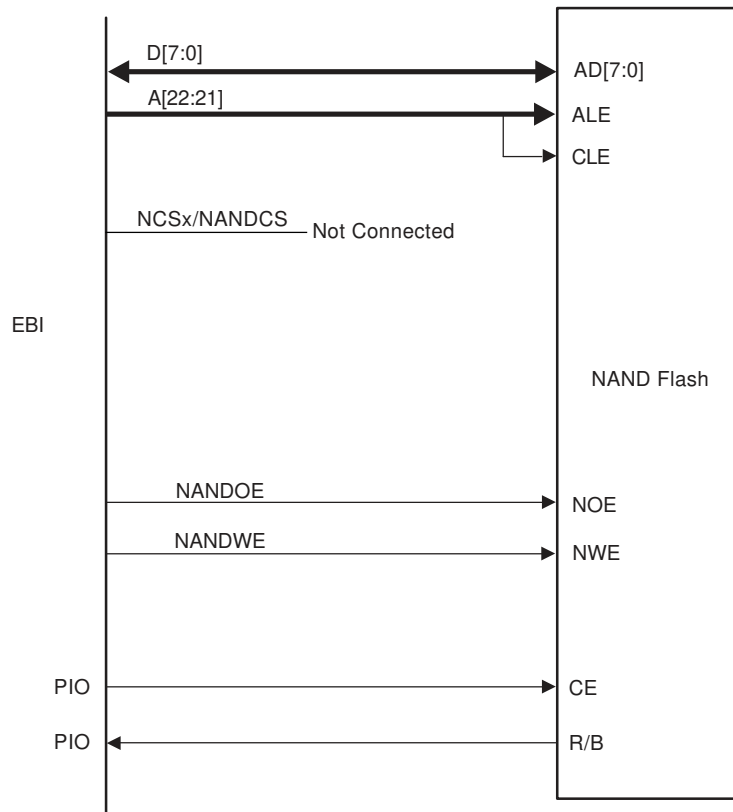 D[7:0]
AD[7:0]
A[22:21]
ALE
CLE
NCSx/NANDCS
Not Connected
EBI
NAND Flash
NANDOE
NOE
NANDWE
NWE
PIO
CE
PIO
R/B